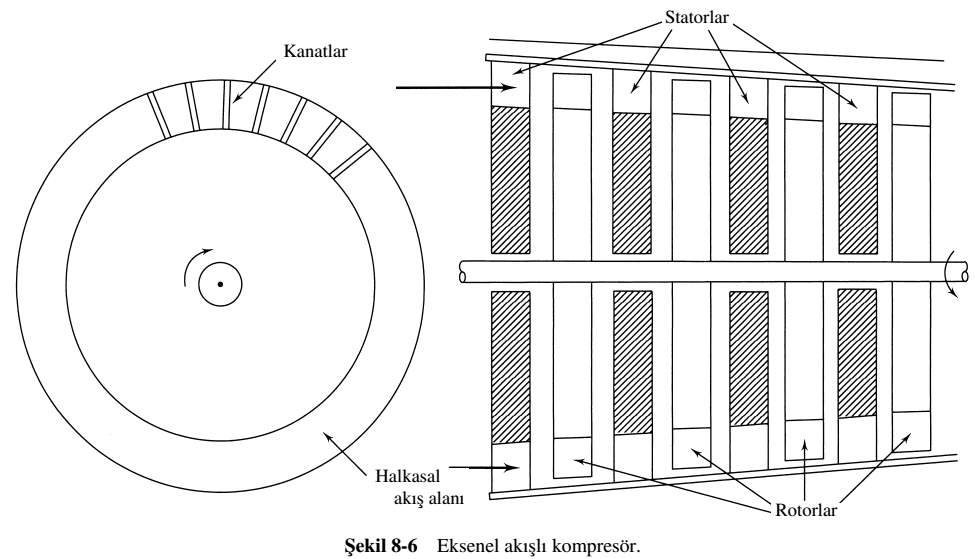 Statorlar
Kanatlar
Halkasal
akış alanı
Rotorlar
Şekil 8-6 Eksenel akışlı kompresör.